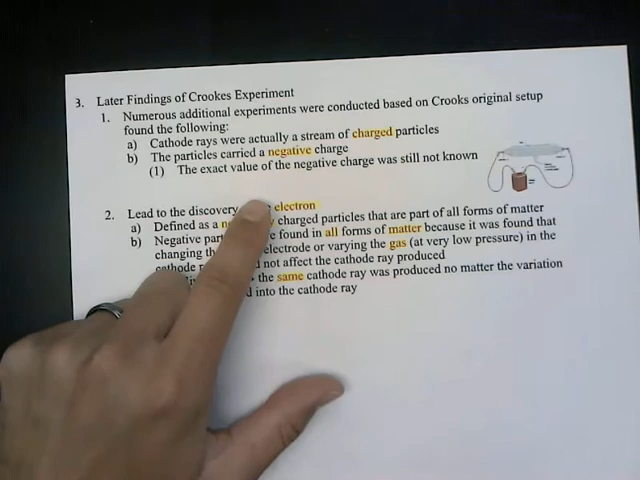 3. Later Findings of Crookes Experiment
1. Numerous additional experiments were conducted based on Crooks original setup
found the following:
a) Cathode rays were actually a stream of charged particles
b) The particles carried a negative charge
(1) The exact value of the negative charge was still not known
2. Lead to the discovery electron
a) Defined as a charged particles that are part of all forms of matter
b) Negative found in all forms of matter because it was found that
changing electrode or varying the gas (at very low pressure) in the
cathode not affect the cathode ray produced
the same cathode ray was produced no matter the variation
into the cathode ray